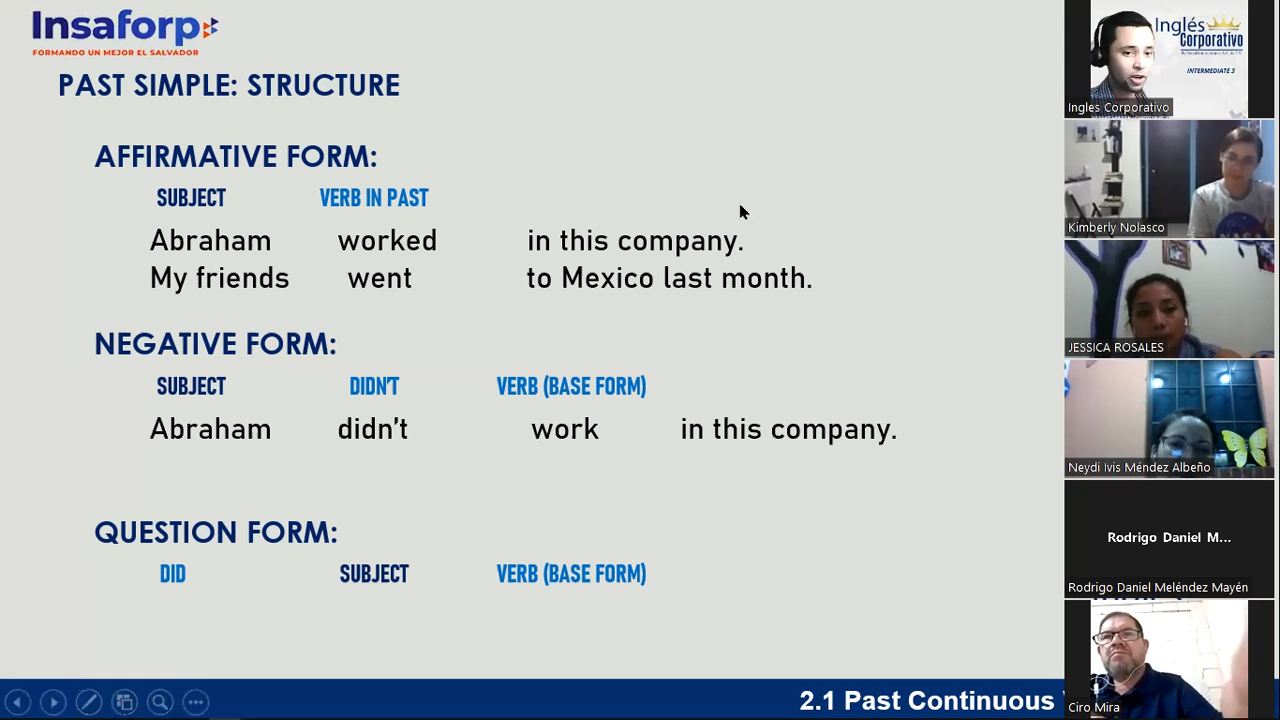 Insaforp
FORMANDO UN MEJOR EL SALVADOR
PAST SIMPLE: STRUCTURE
AFFIRMATIVE FORM:
SUBJECT VERB IN PAST
Abraham worked in this company.
My friends went to Mexico last month.
NEGATIVE FORM:
SUBJECT DIDN'T VERB (BASE FORM)
Abraham didn't work in this company.
QUESTION FORM:
DID SUBJECT VERB (BASE FORM)
2.1 Past Continuous
Inglés
Corporativo
INTERMEDIATE 3
Ingles Corporativo
Kimberly Nolasco
JESSICA ROSALES
Neydi Ivis Méndez Albeño
Rodrigo Daniel M...
Rodrigo Daniel Meléndez Mayén
Ciro Mira